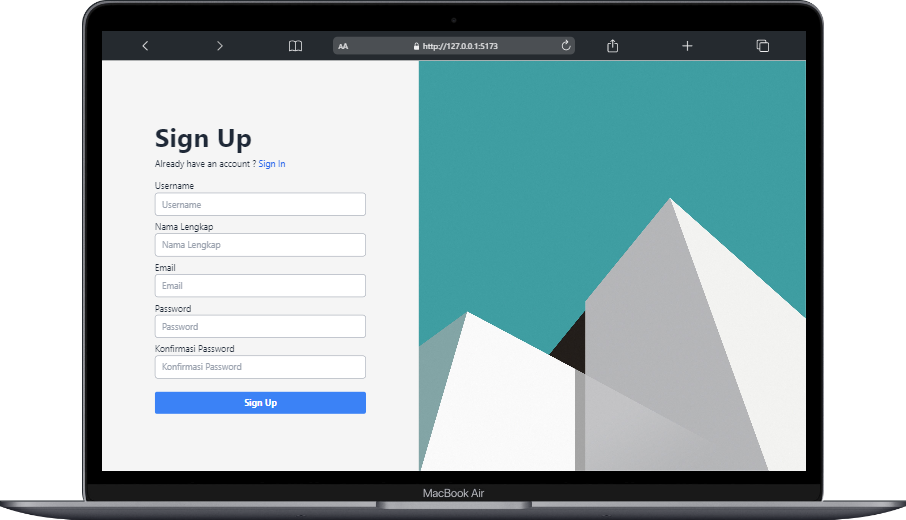 AA http://127.0.0.1:5173
Sign Up
Already have an account ? Sign In
Username
Username
Nama Lengkap
Nama Lengkap
Email
Email
Password
Password
Konfirmasi Password
Konfirmasi Password
Sign Up
MacBook Air